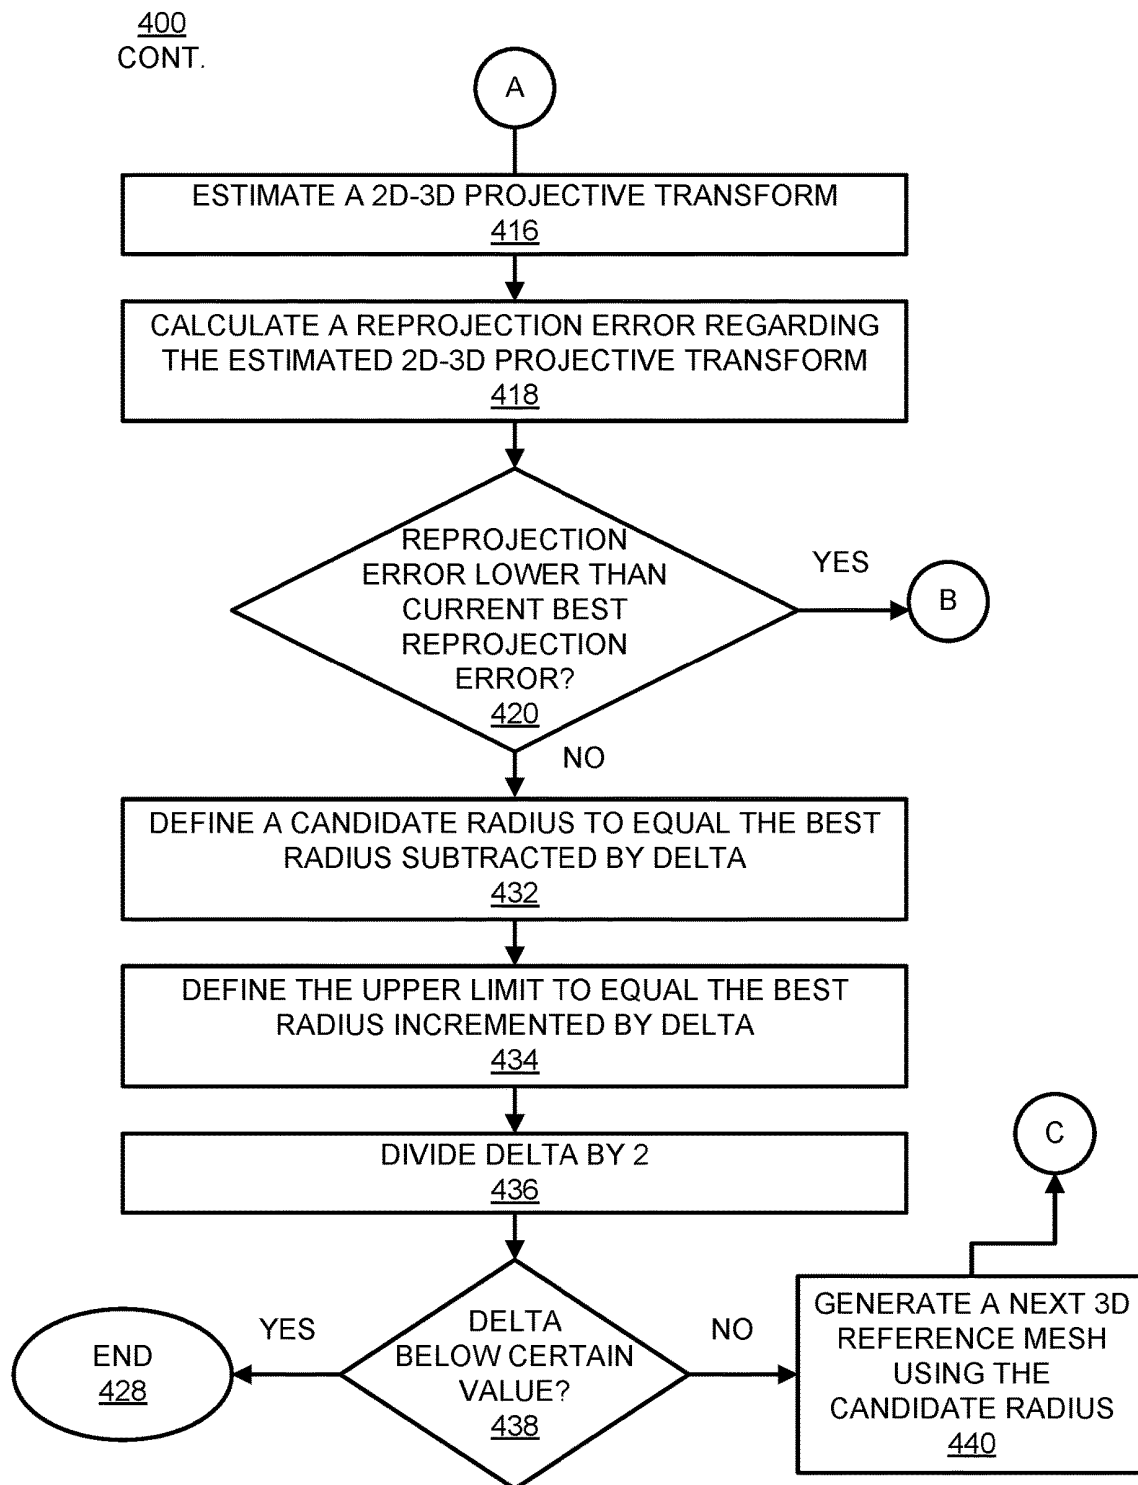 400
CONT.
A
ESTIMATE A 2D-3D PROJECTIVE TRANSFORM
416
CALCULATE A REPROJECTION ERROR REGARDING
THE ESTIMATED 2D-3D PROJECTIVE TRANSFORM
418
REPROJECTION
ERROR LOWER THAN
CURRENT BEST
REPROJECTION
ERROR?
420
YES
B
NO
DEFINE A CANDIDATE RADIUS TO EQUAL THE BEST
RADIUS SUBTRACTED BY DELTA
432
DEFINE THE UPPER LIMIT TO EQUAL THE BEST
RADIUS INCREMENTED BY DELTA
434
DIVIDE DELTA BY 2
436
C
DELTA
BELOW CERTAIN
VALUE?
438
YES
END
428
NO
GENERATE A NEXT 3D
REFERENCE MESH
USING THE
CANDIDATE RADIUS
440